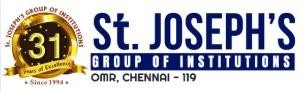 St. JOSEPH'S GROUP OF INSTITUTIONS
31
Years of Excellence
Since 1994
St. JOSEPH'S
GROUP OF INSTITUTIONS
OMR, CHENNAI - 119